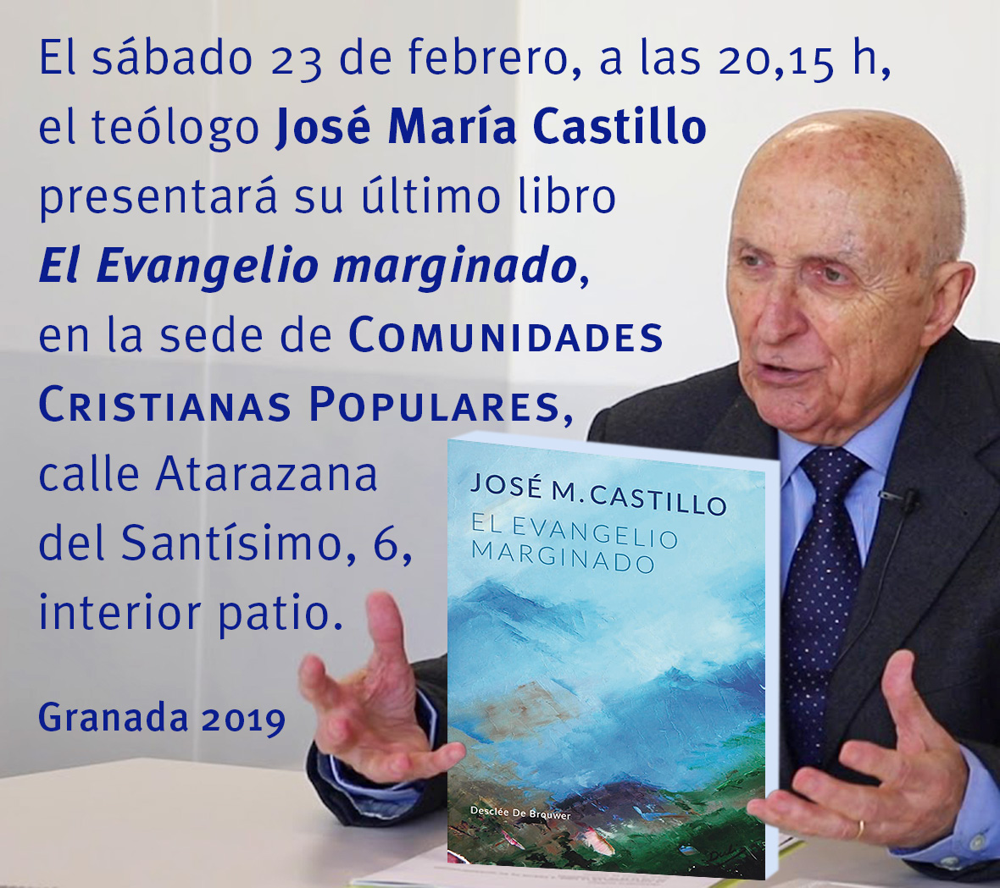 El sábado 23 de febrero, a las 20,15 h,
el teólogo José María Castillo
presentará su último libro
El Evangelio marginado,
en la sede de COMUNIDADES
CRISTIANAS POPULARES,
calle Atarazana
del Santísimo, 6,
interior patio.
Granada 2019
JOSÉ M. CASTILLO
EL EVANGELIO
MARGINADO
Desclée De Brouwer